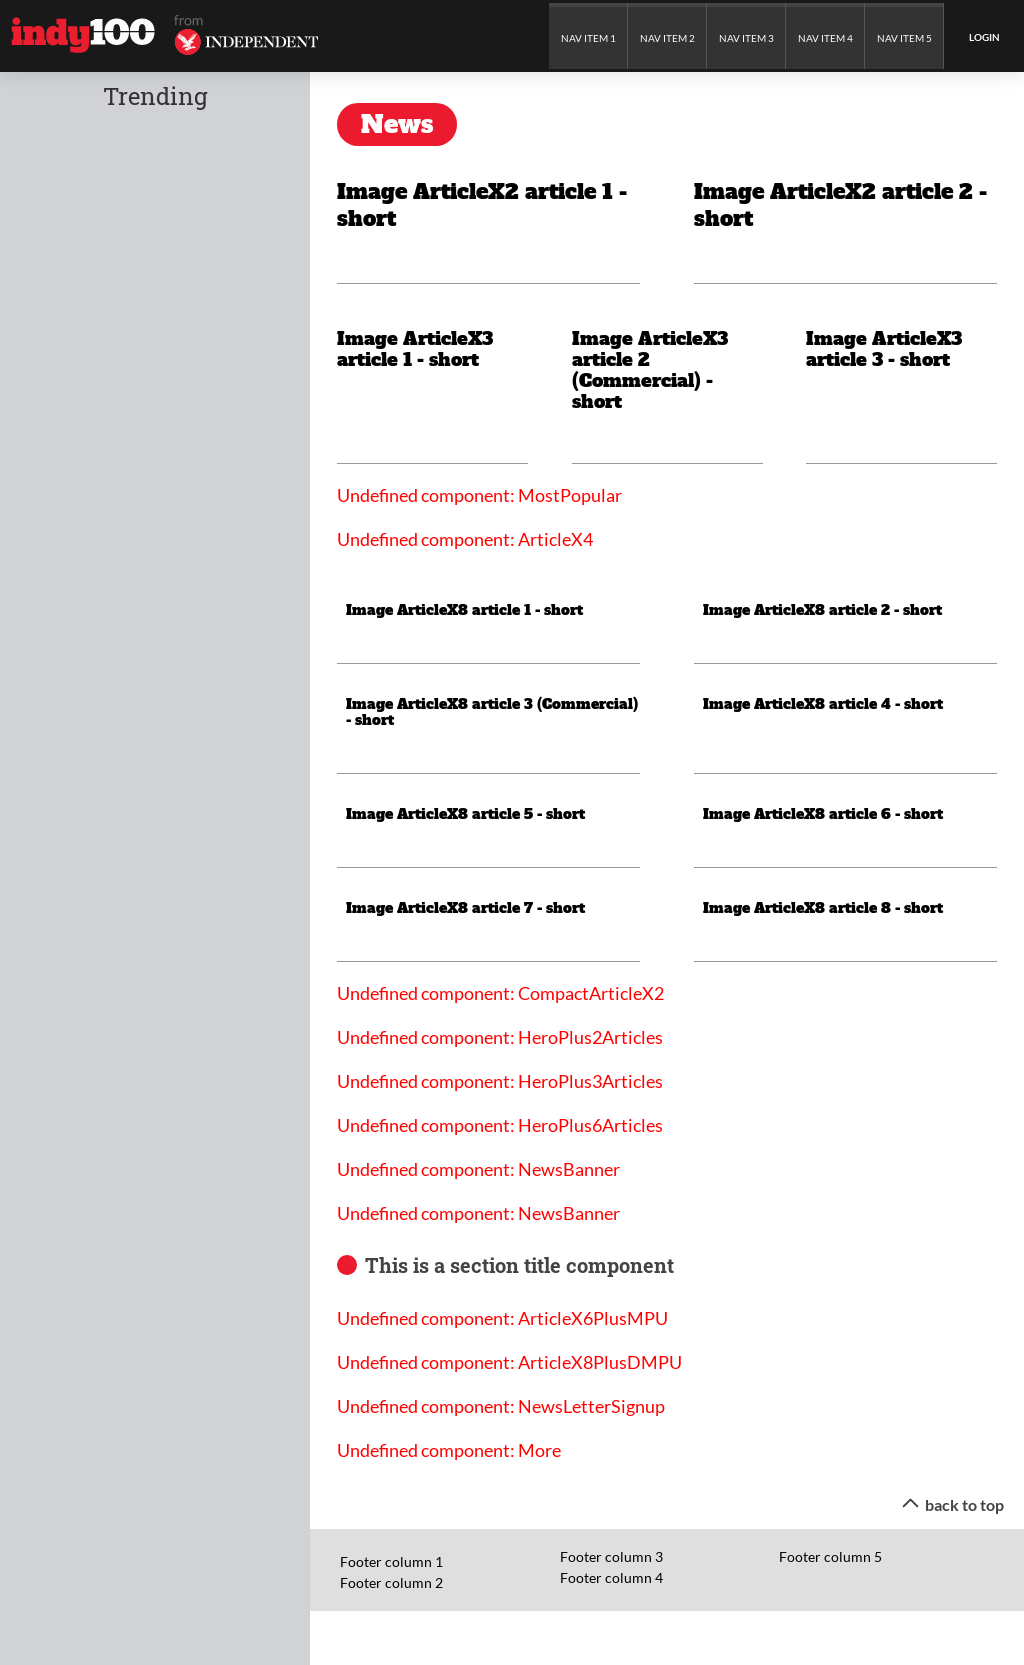 indy100
from
INDEPENDENT
NAV ITEM 1
NAV ITEM 2
NAV ITEM 3
NAV ITEM 4
NAV ITEM 5
LOGIN
Trending
News
Image ArticleX2 article 1 -
short
Image ArticleX2 article 2 -
short
Image ArticleX3
article 1 - short
Image ArticleX3
article 2
(Commercial) -
short
Image ArticleX3
article 3 - short
Undefined component: MostPopular
Undefined component: ArticleX4
Image ArticleX8 article 1 - short
Image ArticleX8 article 2 - short
Image ArticleX8 article 3 (Commercial)
- short
Image ArticleX8 article 4 - short
Image ArticleX8 article 5 - short
Image ArticleX8 article 6 - short
Image ArticleX8 article 7 - short
Image ArticleX8 article 8 - short
Undefined component: CompactArticleX2
Undefined component: HeroPlus2Articles
Undefined component: HeroPlus3Articles
Undefined component: HeroPlus6Articles
Undefined component: NewsBanner
Undefined component: NewsBanner
This is a section title component
Undefined component: ArticleX6PlusMPU
Undefined component: ArticleX8PlusDMPU
Undefined component: NewsLetterSignup
Undefined component: More
back to top
Footer column 1
Footer column 2
Footer column 3
Footer column 4
Footer column 5